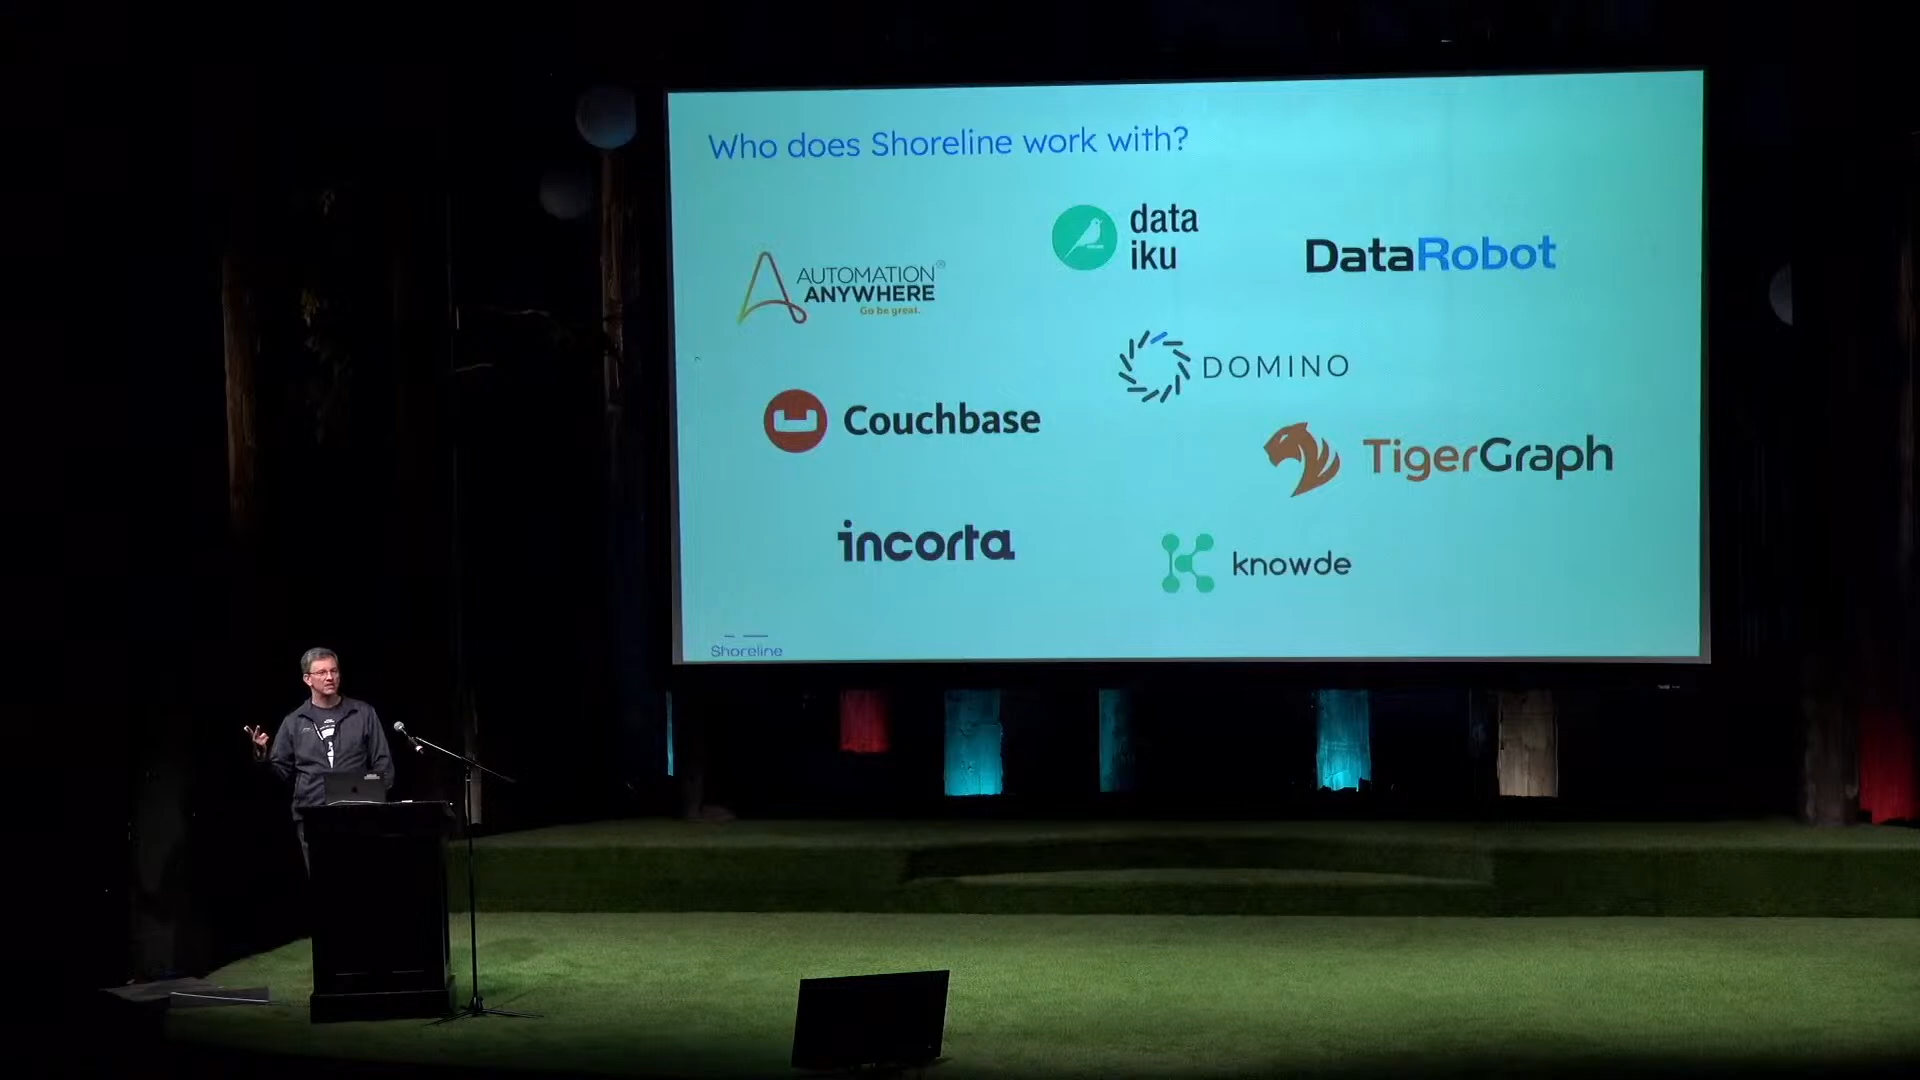 Who does Shoreline work with?
data
iku
DataRobot
AUTOMATION®
ANYWHERE
Go be great.
DOMINO
Couchbase
TigerGraph
incorta
knowde
Shoreline